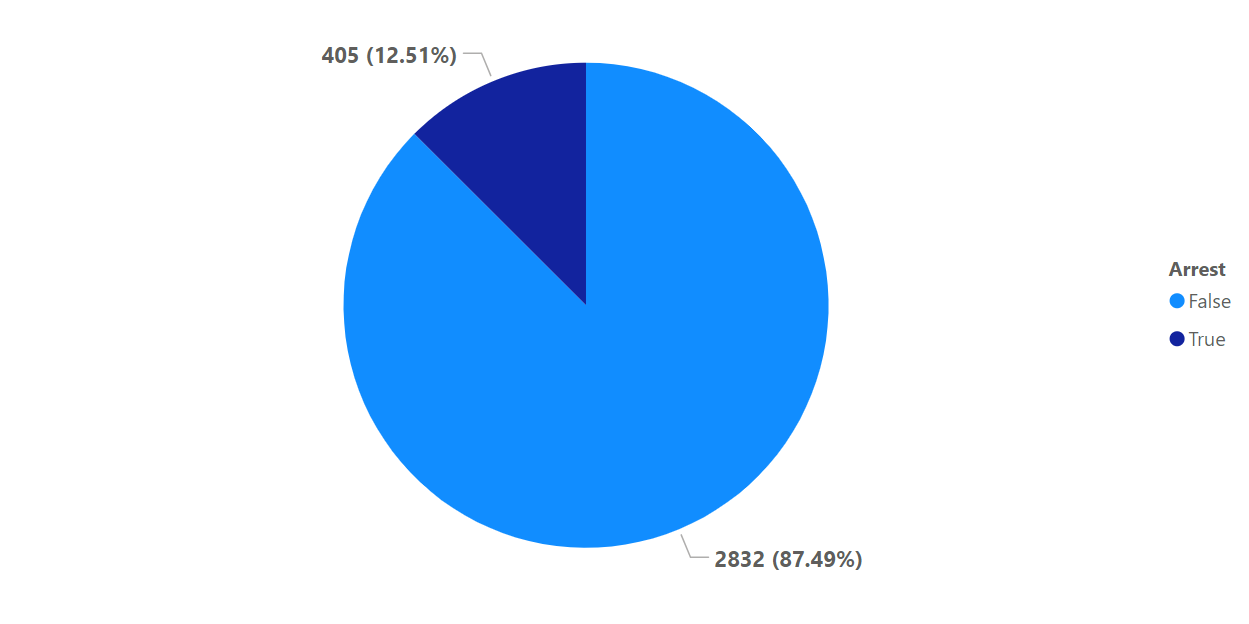 405 (12.51%)
2832 (87.49%)
Arrest
False
True